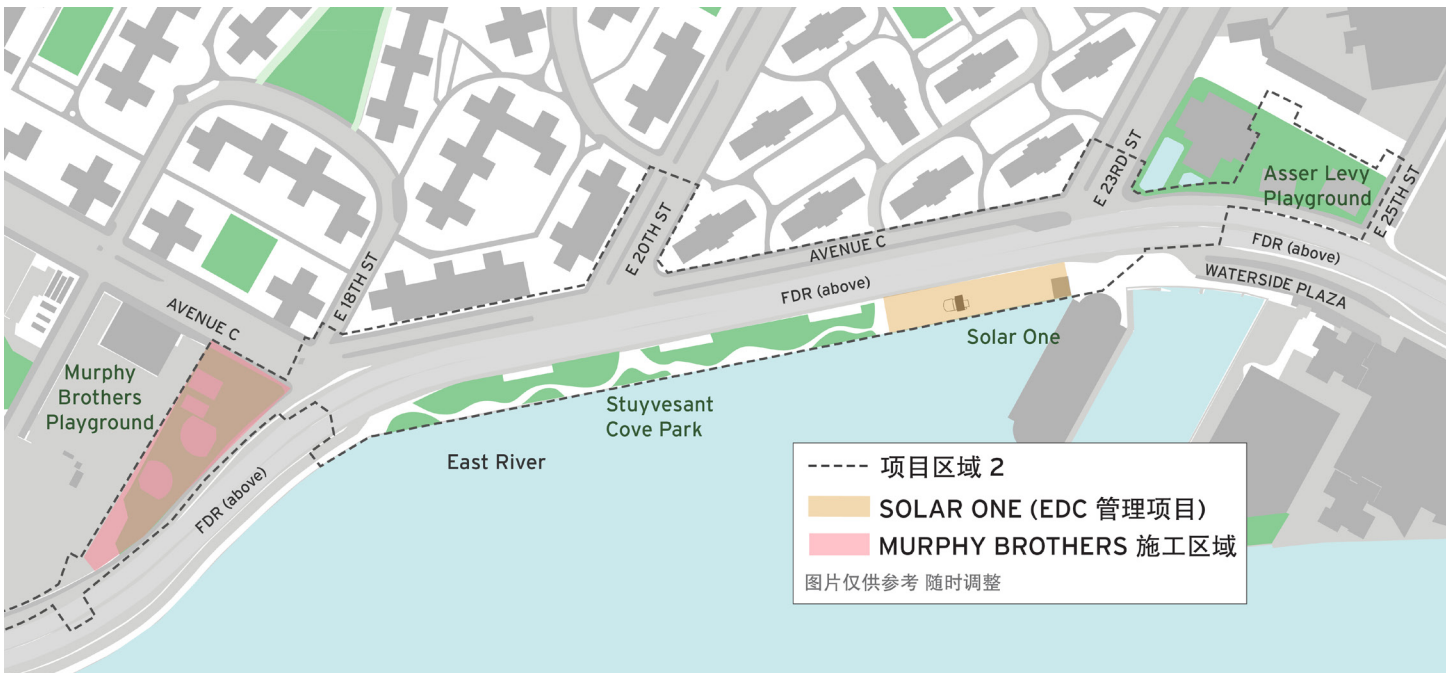 E 23RD ST
Asser Levy
Playground
E 25TH ST
E 20TH ST
AVENUE C
FDR (above)
FDR (above)
WATERSIDE PLAZA
E 18TH ST
AVENUE C
Solar One
Murphy
Brothers
Playground
Stuyvesant
Cove Park
East River
FDR (above)
项目区域 2
SOLAR ONE (EDC 管理项目)
MURPHY BROTHERS 施工区域
图片仅供参考 随时调整